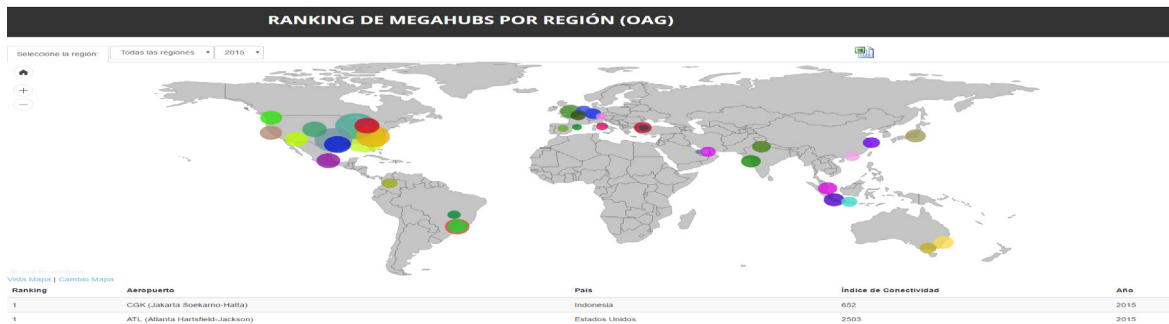 RANKING DE MEGAHUBS POR REGIÓN (OAG)
Seleccione la región: Todas las regiones 2015
Vista Mapa | Cambio Mapa
Ranking Aeropuerto País Índice de Conectividad Año
1 CGK (Jakarta Soekarno-Hatta) Indonesia 652 2015
1 ATL (Atlanta Hartsfield-Jackson) Estados Unidos 2503 2015